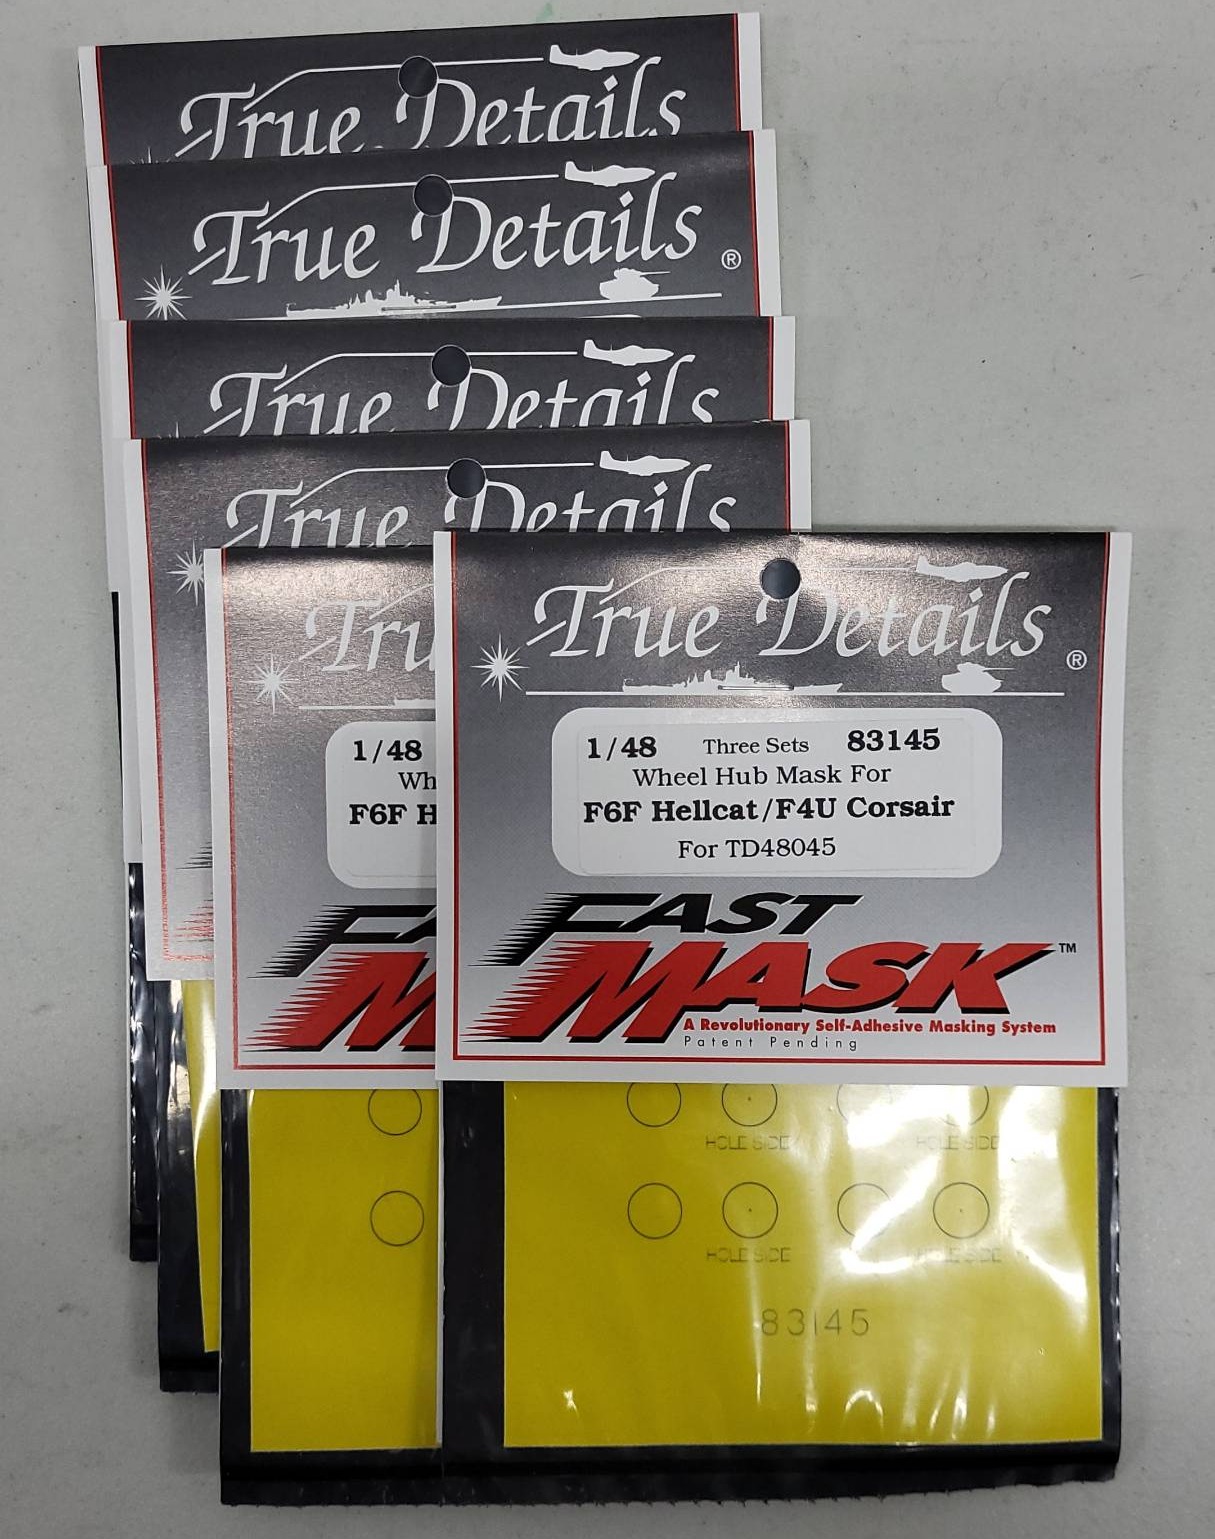 True Details
True Details ®
True Details
True Details
Tru
1/48
Wh
F6F H
FA
M
True Details ®
1/48 Three Sets 83145
Wheel Hub Mask For
F6F Hellcat/F4U Corsair
For TD48045
FAST
MASK ™
A Revolutionary Self-Adhesive Masking System
Patent Pending
HOLE SIDE HOLE SIDE
HOLE SIDE HOLE SIDE
83145